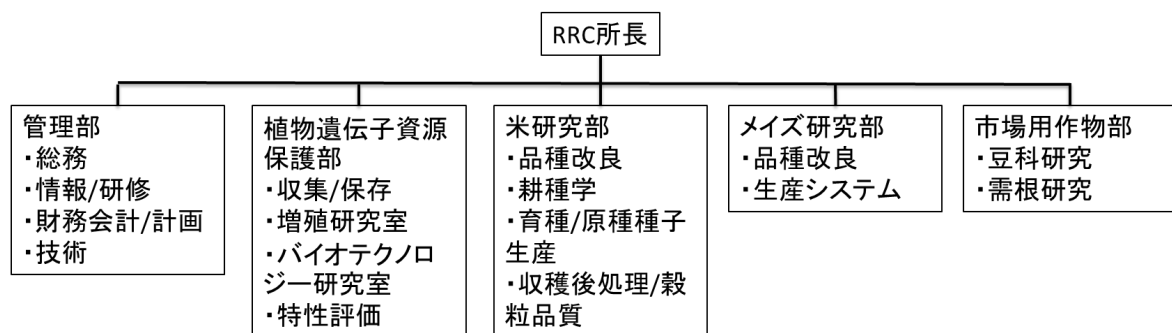 RRC所長
管理部
・総務
・情報/研修
・財務会計/計画
・技術
植物遺伝子資源
保護部
・収集/保存
・増殖研究室
・バイオテクノロ
ジー研究室
・特性評価
米研究部
・品種改良
・耕種学
・育種/原種種子
生産
・収穫後処理/穀
粒品質
メイズ研究部
・品種改良
・生産システム
市場用作物部
・豆科研究
・需根研究